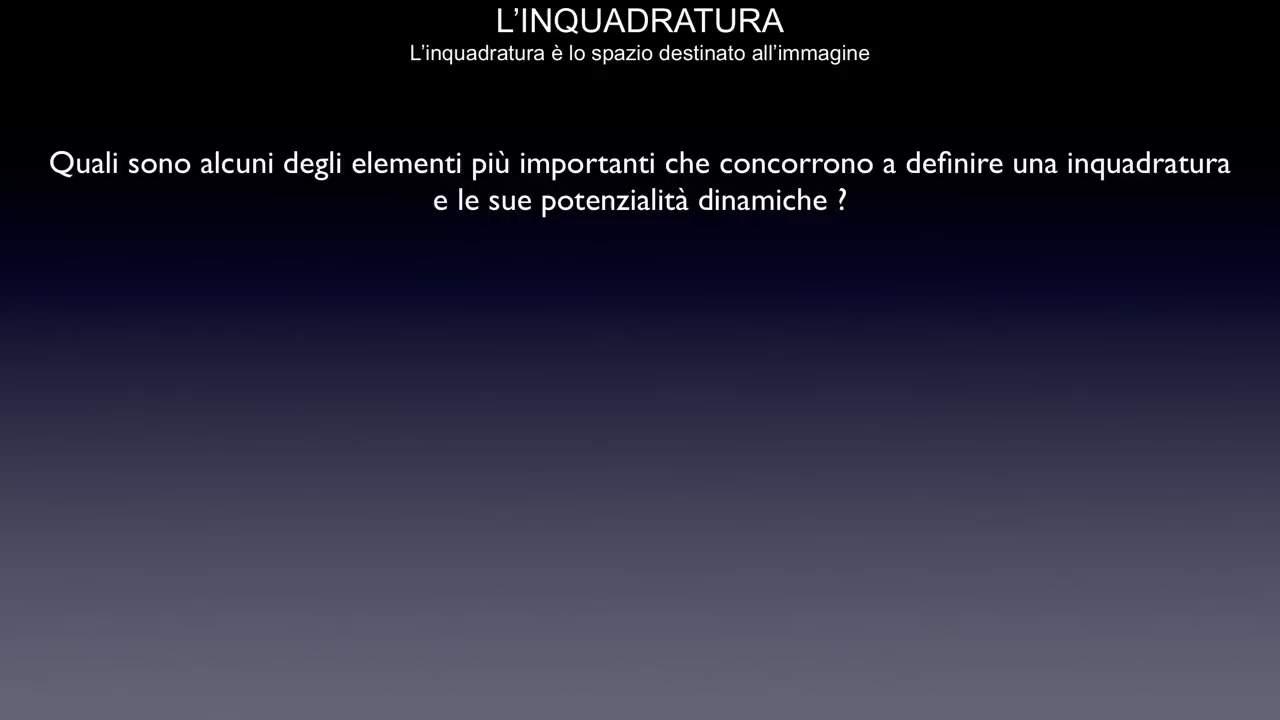 L’INQUADRATURA
L’inquadratura è lo spazio destinato all’immagine
Quali sono alcuni degli elementi più importanti che concorrono a definire una inquadratura
e le sue potenzialità dinamiche ?